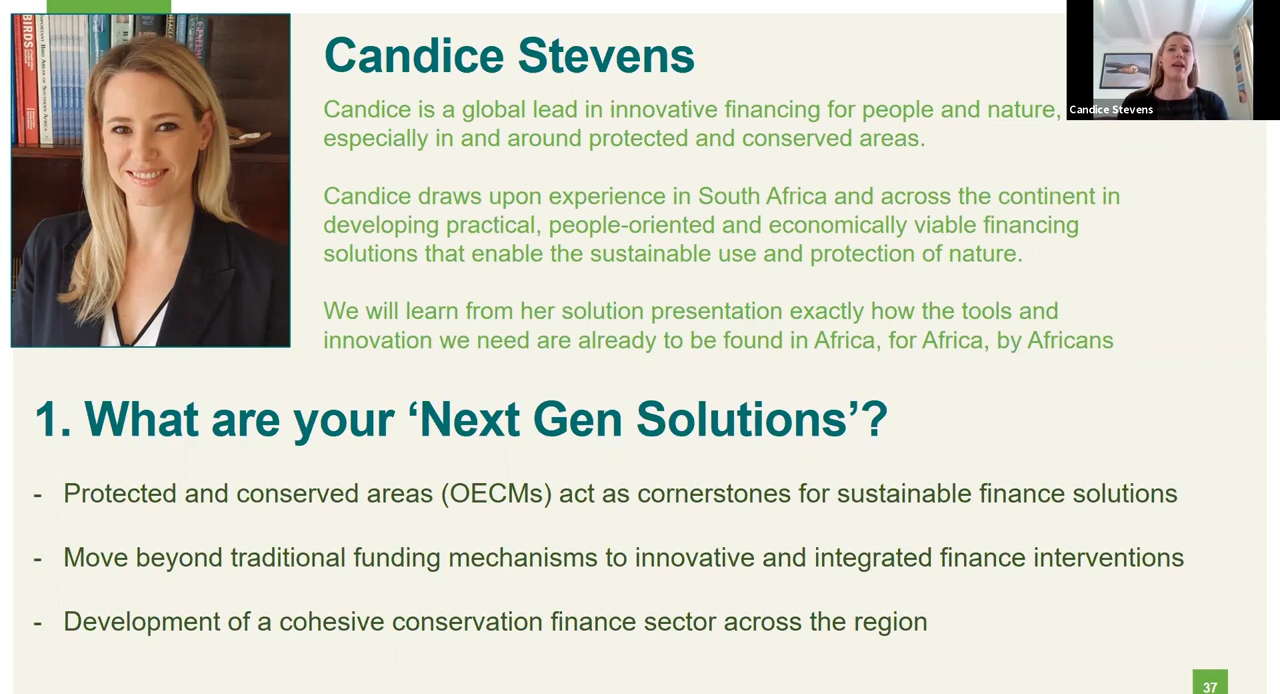 BIRDS
Candice Stevens
Candice is a global lead in innovative financing for people and nature,
especially in and around protected and conserved areas.
Candice draws upon experience in South Africa and across the continent in
developing practical, people-oriented and economically viable financing
solutions that enable the sustainable use and protection of nature.
We will learn from her solution presentation exactly how the tools and
innovation we need are already to be found in Africa, for Africa, by Africans
Candice Stevens
1. What are your ‘Next Gen Solutions’?
- Protected and conserved areas (OECMs) act as cornerstones for sustainable finance solutions
- Move beyond traditional funding mechanisms to innovative and integrated finance interventions
- Development of a cohesive conservation finance sector across the region
37